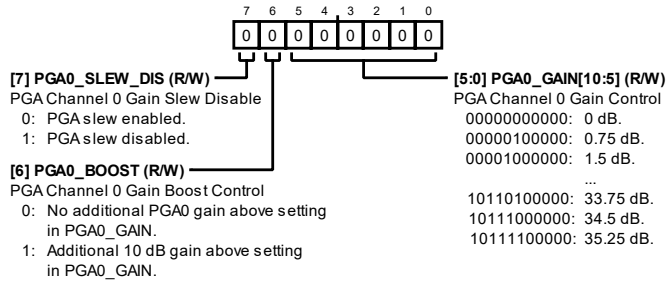 7 6 5 4 3 2 1 0
0 0 0 0 0 0 0 0
[7] PGA0_SLEW_DIS (R/W)
PGA Channel 0 Gain Slew Disable
0: PGA slew enabled.
1: PGA slew disabled.
[6] PGA0_BOOST (R/W)
PGA Channel 0 Gain Boost Control
0: No additional PGA0 gain above setting
in PGA0_GAIN.
1: Additional 10 dB gain above setting
in PGA0_GAIN.
[5:0] PGA0_GAIN[10:5] (R/W)
PGA Channel 0 Gain Control
00000000000: 0 dB.
00000100000: 0.75 dB.
00001000000: 1.5 dB.
...
10110100000: 33.75 dB.
10111000000: 34.5 dB.
10111100000: 35.25 dB.